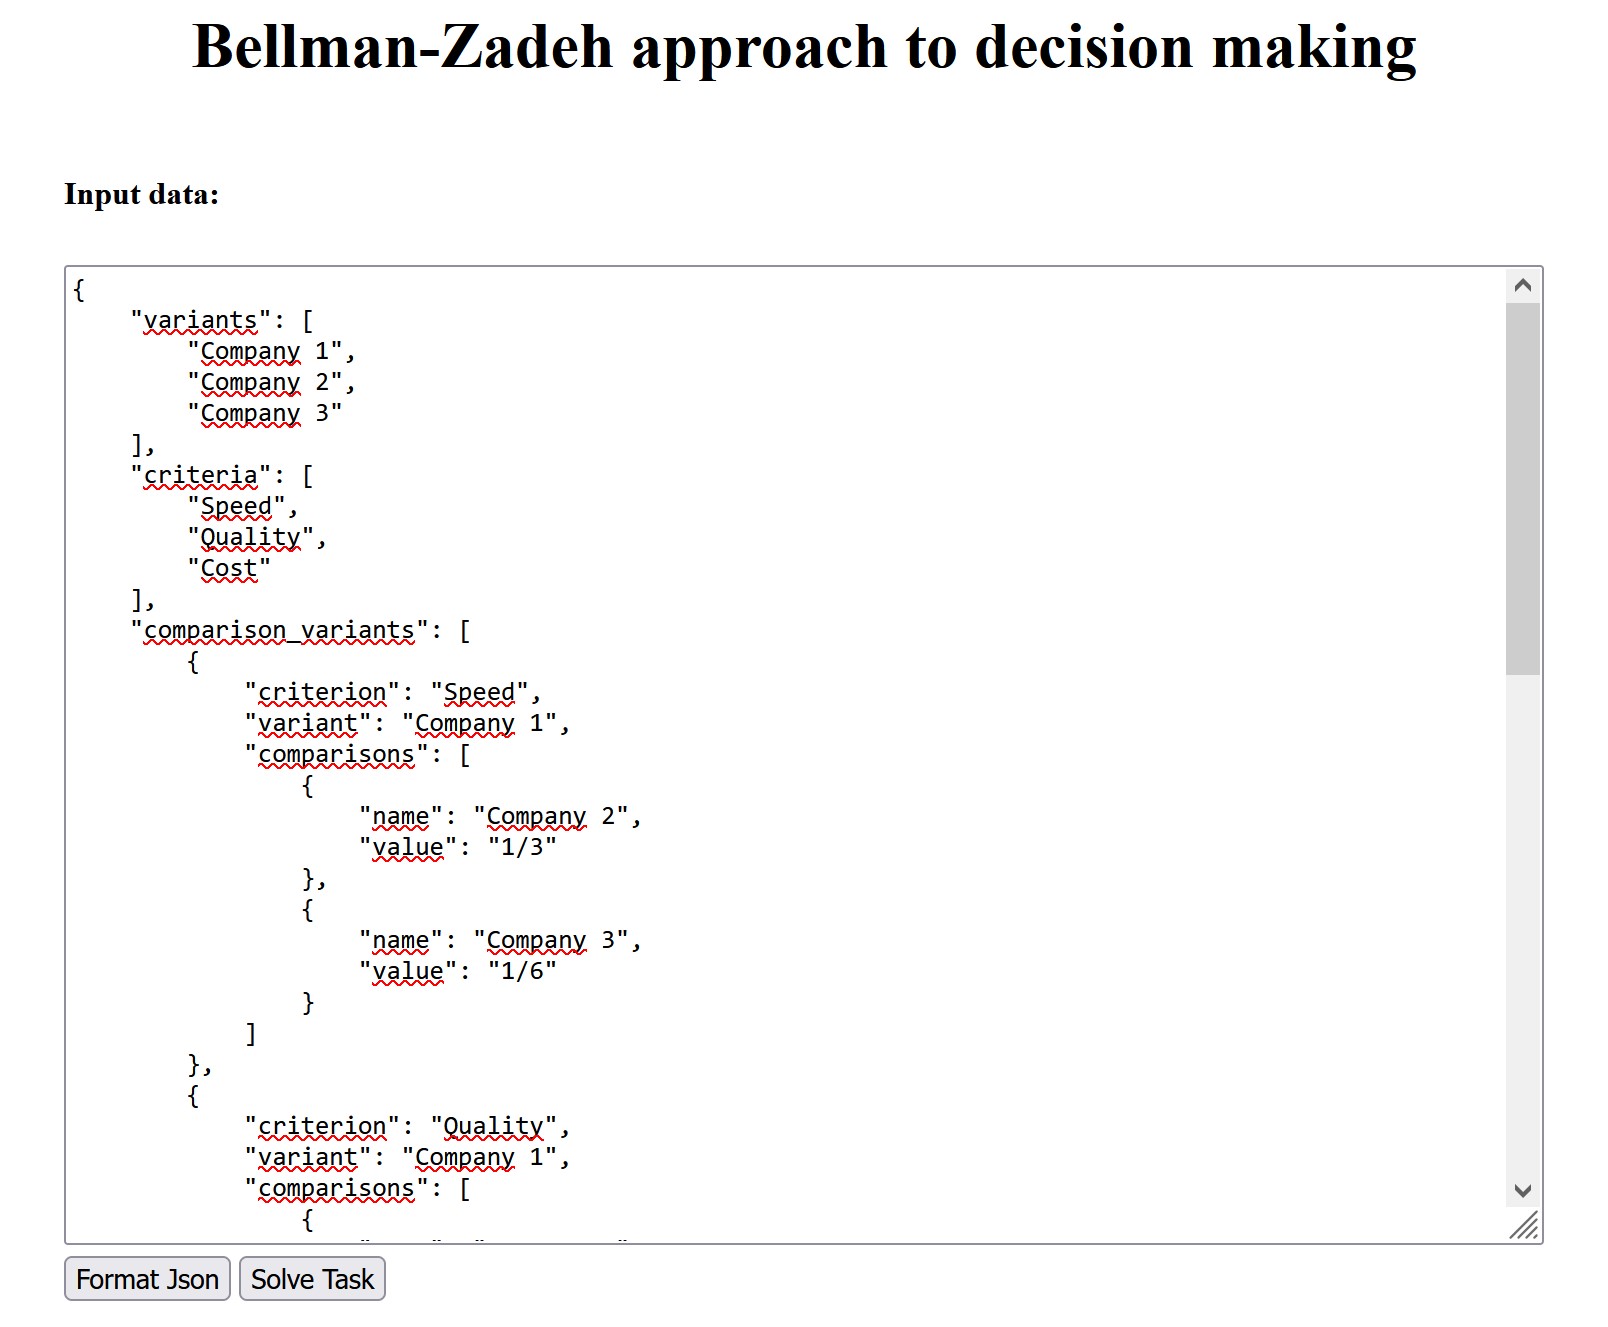 Bellman-Zadeh approach to decision making
Input data:
{
    "variants": [
        "Company 1",
        "Company 2",
        "Company 3"
    ],
    "criteria": [
        "Speed",
        "Quality",
        "Cost"
    ],
    "comparison_variants": [
        {
            "criterion": "Speed",
            "variant": "Company 1",
            "comparisons": [
                {
                    "name": "Company 2",
                    "value": "1/3"
                },
                {
                    "name": "Company 3",
                    "value": "1/6"
                }
            ]
        },
        {
            "criterion": "Quality",
            "variant": "Company 1",
            "comparisons": [
                {
Format Json Solve Task